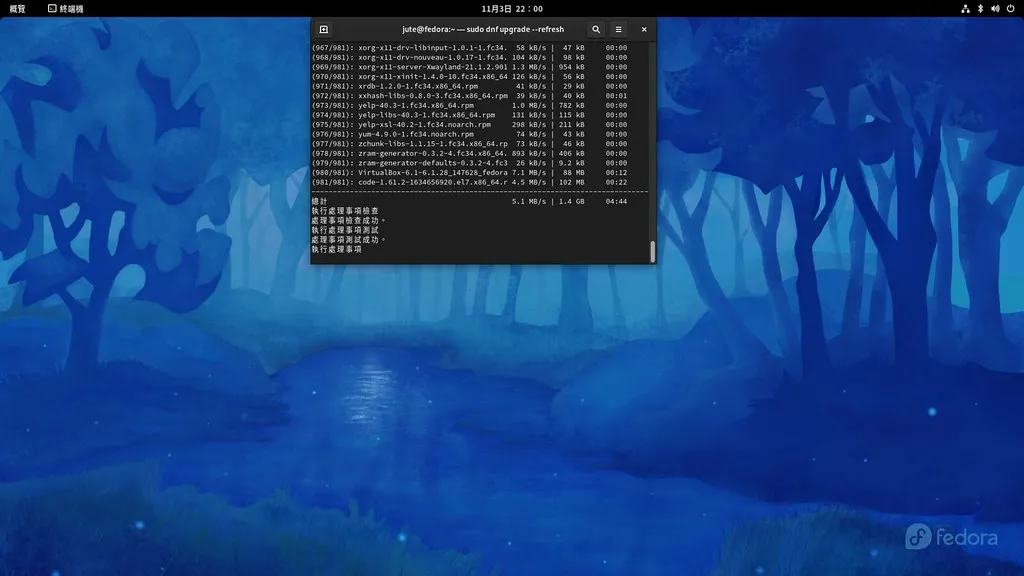 概覽 終端機 11月3日 22：00
jute@fedora:~ — sudo dnf upgrade --refresh
(967/981): xorg-x11-drv-libinput-1.0.1-1.fc34. 58 kB/s | 47 kB 00:00
(968/981): xorg-x11-drv-nouveau-1.0.17-1.fc34. 104 kB/s | 98 kB 00:00
(969/981): xorg-x11-server-Xwayland-21.1.2.901 1.3 MB/s | 954 kB 00:00
(970/981): xorg-x11-xinit-1.4.0-10.fc34.x86_64 126 kB/s | 56 kB 00:00
(971/981): xrdb-1.2.0-1.fc34.x86_64.rpm 41 kB/s | 29 kB 00:00
(972/981): xxhash-libs-0.8.0-3.fc34.x86_64.rpm 39 kB/s | 40 kB 00:01
(973/981): yelp-40.3-1.fc34.x86_64.rpm 1.0 MB/s | 782 kB 00:00
(974/981): yelp-libs-40.3-1.fc34.x86_64.rpm 131 kB/s | 115 kB 00:00
(975/981): yelp-xsl-40.2-1.fc34.noarch.rpm 298 kB/s | 211 kB 00:00
(976/981): yum-4.9.0-1.fc34.noarch.rpm 74 kB/s | 43 kB 00:00
(977/981): zchunk-libs-1.1.15-1.fc34.x86_64.rp 73 kB/s | 46 kB 00:00
(978/981): zram-generator-0.3.2-4.fc34.x86_64. 893 kB/s | 406 kB 00:00
(979/981): zram-generator-defaults-0.3.2-4.fc3 26 kB/s | 9.2 kB 00:00
(980/981): VirtualBox-6.1-6.1.28_147628_fedora 7.1 MB/s | 88 MB 00:12
(981/981): code-1.61.2-1634656920.el7.x86_64.r 4.5 MB/s | 102 MB 00:22
--------------------------------------------------------------------------------
總計 5.1 MB/s | 1.4 GB 04:44
執行處理事項檢查
處理事項檢查成功。
執行處理事項測試
處理事項測試成功。
執行處理事項
fedora